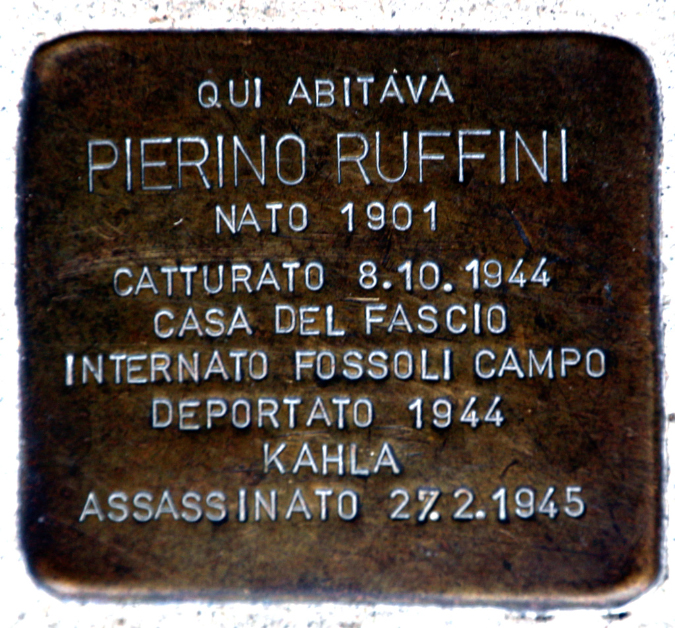 QUI ABITAVA
PIERINO RUFFINI
NATO 1901
CATTURATO 8.10.1944
CASA DEL FASCIO
INTERNATO FOSSOLI CAMPO
DEPORTATO 1944
KAHLA
ASSASSINATO 27.2.1945